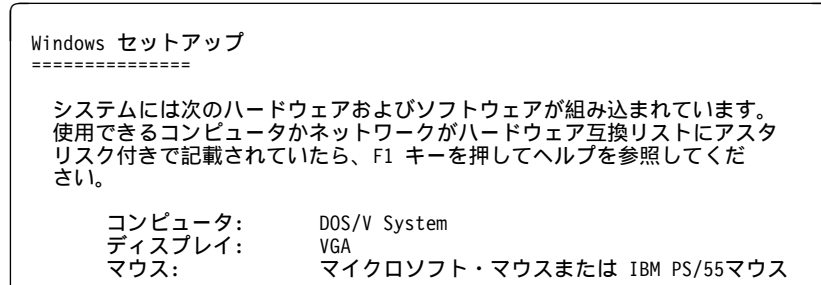 Windows セットアップ
===============
システムには次のハードウェアおよびソフトウェアが組み込まれています。
使用できるコンピュータかネットワークがハードウェア互換リストにアスタ
リスク付きで記載されていたら、F1 キーを押してヘルプを参照してくだ
さい。
コンピュータ: DOS/V System
ディスプレイ: VGA
マウス: マイクロソフト・マウスまたは IBM PS/55マウス